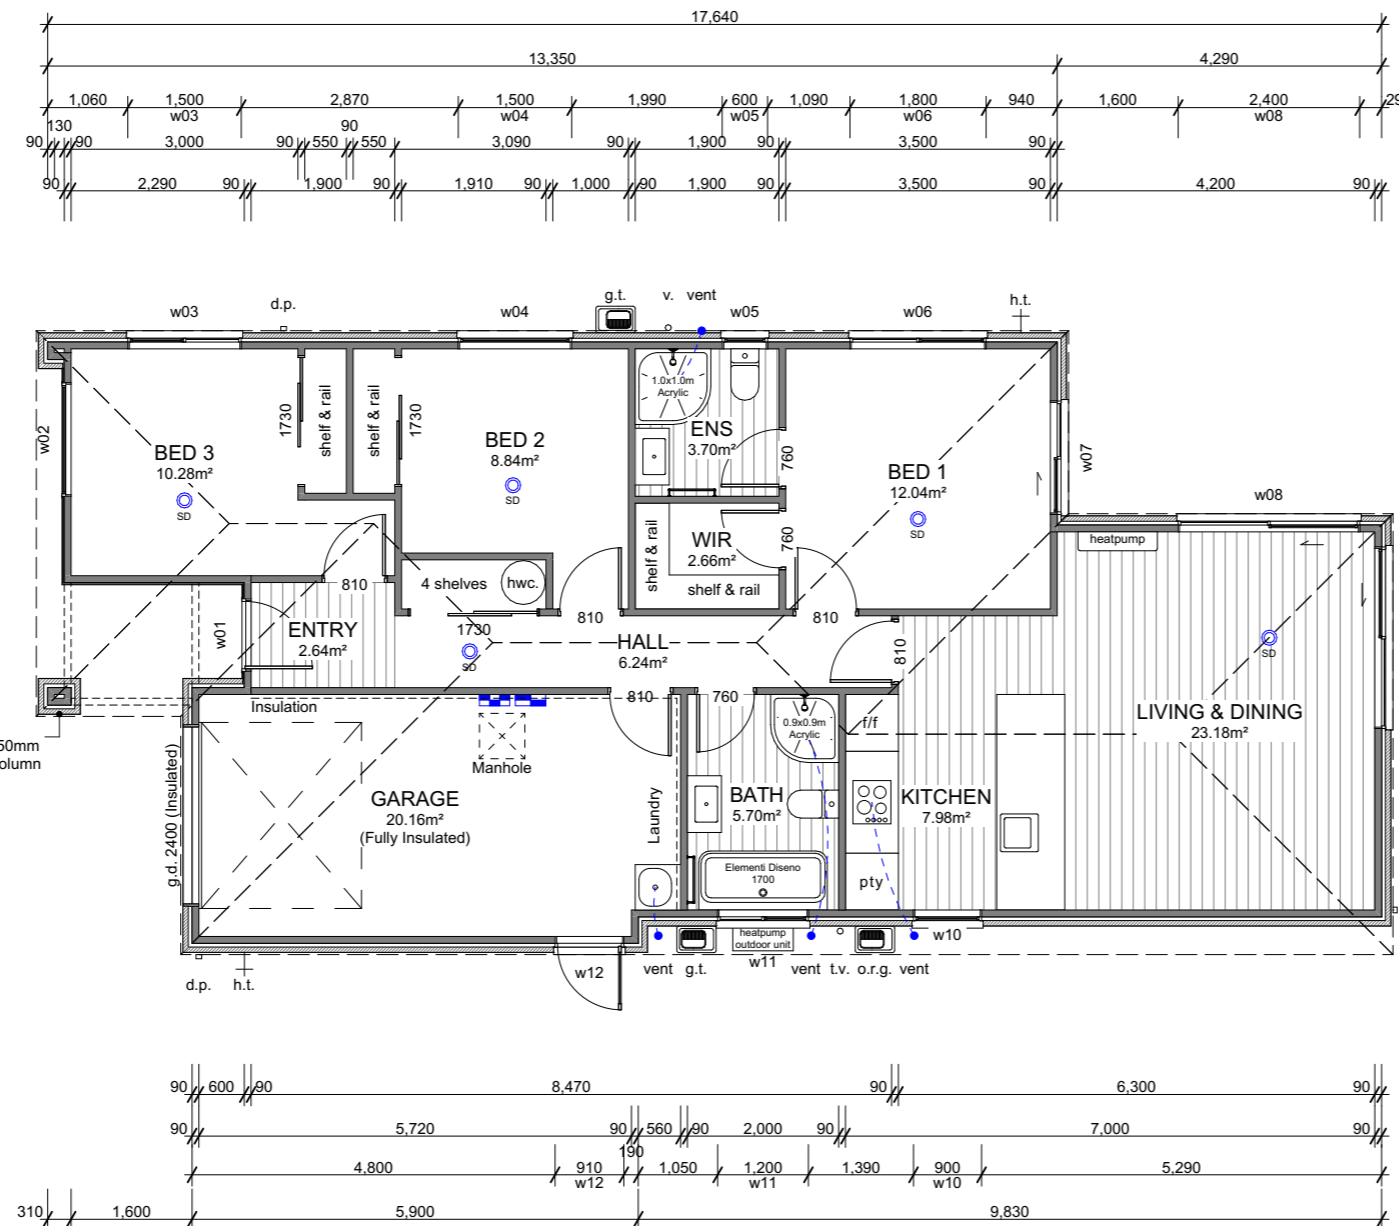 17,640
13,350 4,290
1,060 1,500 2,870 1,500 1,990 600 1,090 1,800 940 1,600 2,400 29
w03 w04 w05 w06 w08
130 90
90 90 3,000 90 550 550 3,090 90 1,900 90 3,500 90
90 2,290 90 1,900 90 1,910 90 1,000 90 1,900 90 3,500 90 4,200 90
g.t. v. vent
h.t.
w03 d.p. w04 w05 w06
1.0x1.0m
Acrylic
shelf & rail
shelf & rail
1730
1730
w02
BED 3
10.28m²
SD
BED 2
8.84m²
SD
ENS
3.70m²
760
BED 1
12.04m²
SD
w07
w08
heatpump
WIR
2.66m²
760
shelf & rail
shelf & rail
4 shelves
hwc.
810
1730
810
810
810
w01
ENTRY
2.64m²
SD
HALL
6.24m²
SD
810
760
Insulation
50mm
olumn
g.d. 2400 (Insulated)
Manhole
GARAGE
20.16m²
(Fully Insulated)
Laundry
0.9x0.9m
Acrylic
f/f
BATH
5.70m²
KITCHEN
7.98m²
LIVING & DINING
23.18m²
Elementi Diseno
1700
pty
heatpump
outdoor unit
w10
w12 vent g.t. w11 vent t.v. o.r.g. vent
d.p. h.t.
90 600 90 8,470 90 6,300 90
90 5,720 90 560 90 2,000 90 7,000 90
190
4,800 910 1,050 1,200 1,390 900 5,290
w12 w11 w10
310 1,600 5,900 9,830